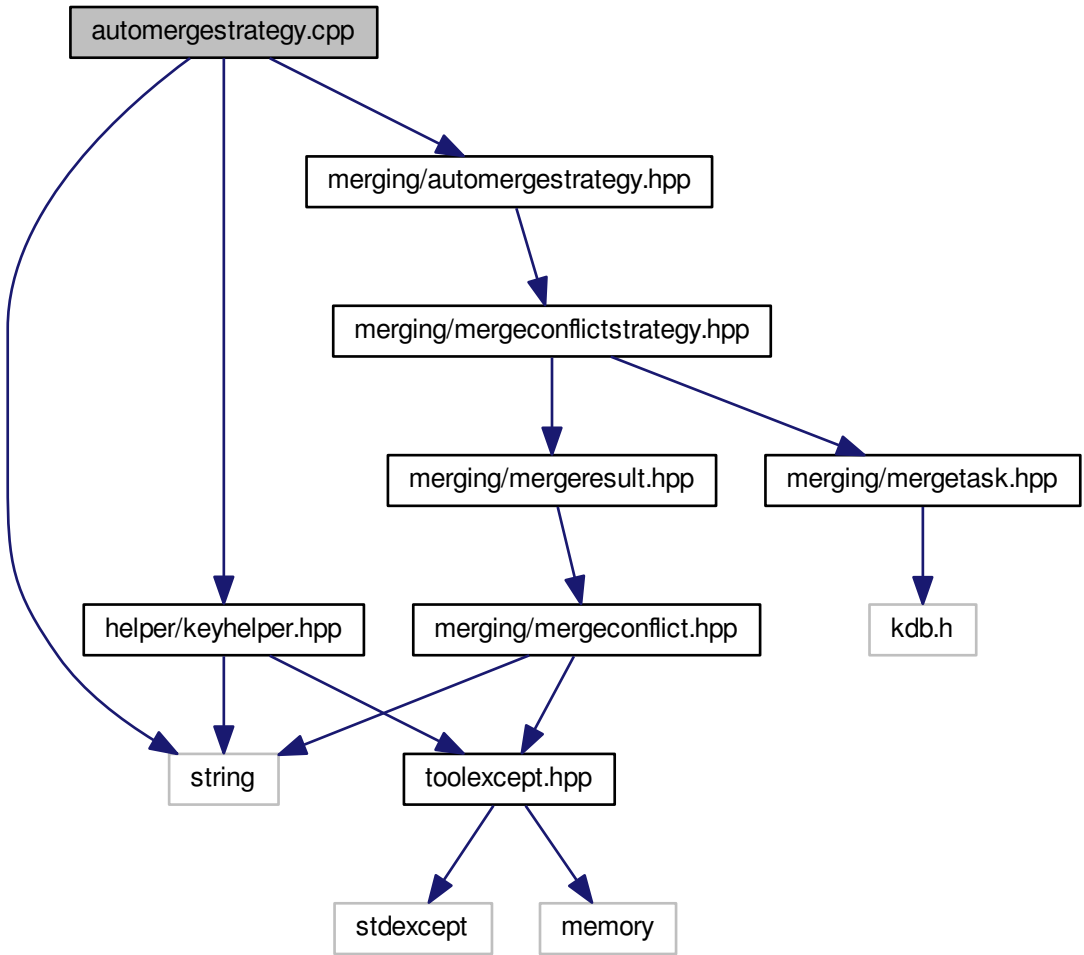 automergestrategy.cpp
merging/automergestrategy.hpp
merging/mergeconflictstrategy.hpp
merging/mergeresult.hpp
merging/mergetask.hpp
helper/keyhelper.hpp
merging/mergeconflict.hpp
kdb.h
string
toolexcept.hpp
stdexcept
memory